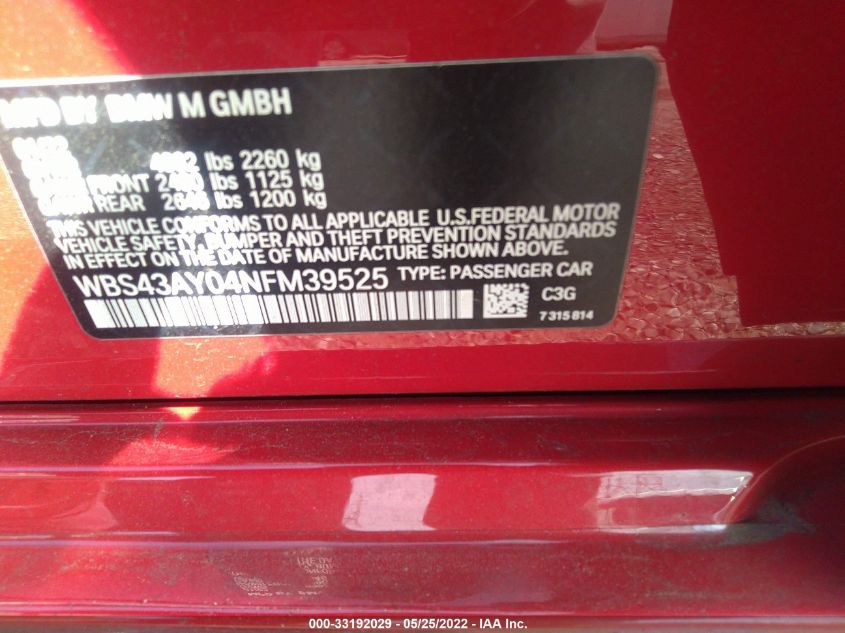 MFD BY BMW M GMBH
lbs 2260 kg
FRONT lbs 1125 kg
REAR lbs 1200 kg
THIS VEHICLE CONFORMS TO ALL APPLICABLE U.S.FEDERAL MOTOR
VEHICLE SAFETY, BUMPER AND THEFT PREVENTION STANDARDS
IN EFFECT ON THE DATE OF MANUFACTURE SHOWN ABOVE.
WBS43AY04NFM39525 TYPE: PASSENGER CAR
C3G
7315814
000-33192029 - 05/25/2022 - IAA Inc.